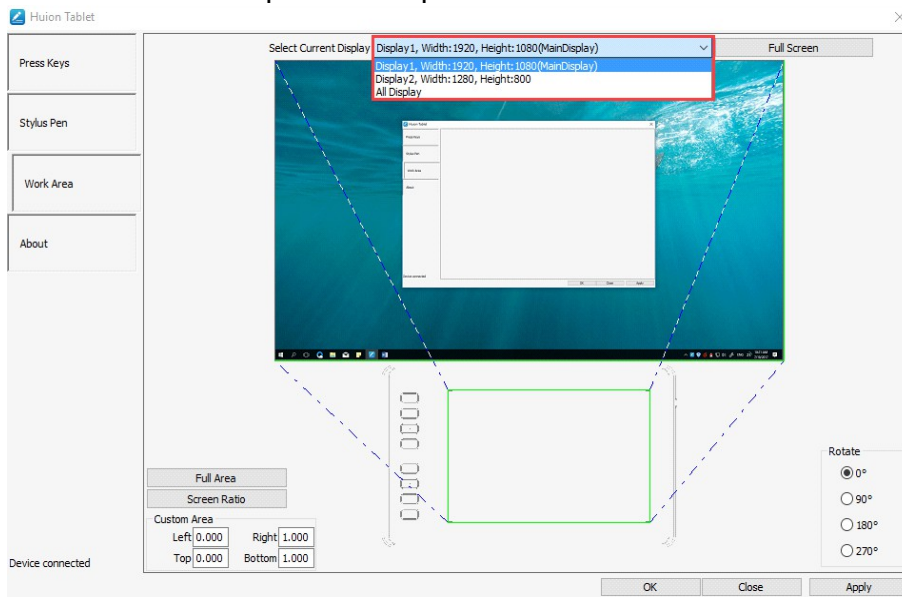 Huion Tablet
Press Keys
Stylus Pen
Work Area
About
Device connected
Select Current Display
Display1, Width:1920, Height:1080(MainDisplay)
Full Screen
Display1, Width:1920, Height:1080(MainDisplay)
Display2, Width:1280, Height:800
All Display
Full Area
Screen Ratio
Custom Area
Left 0.000 Right 1.000
Top 0.000 Bottom 1.000
Rotate
0°
90°
180°
270°
OK Close Apply